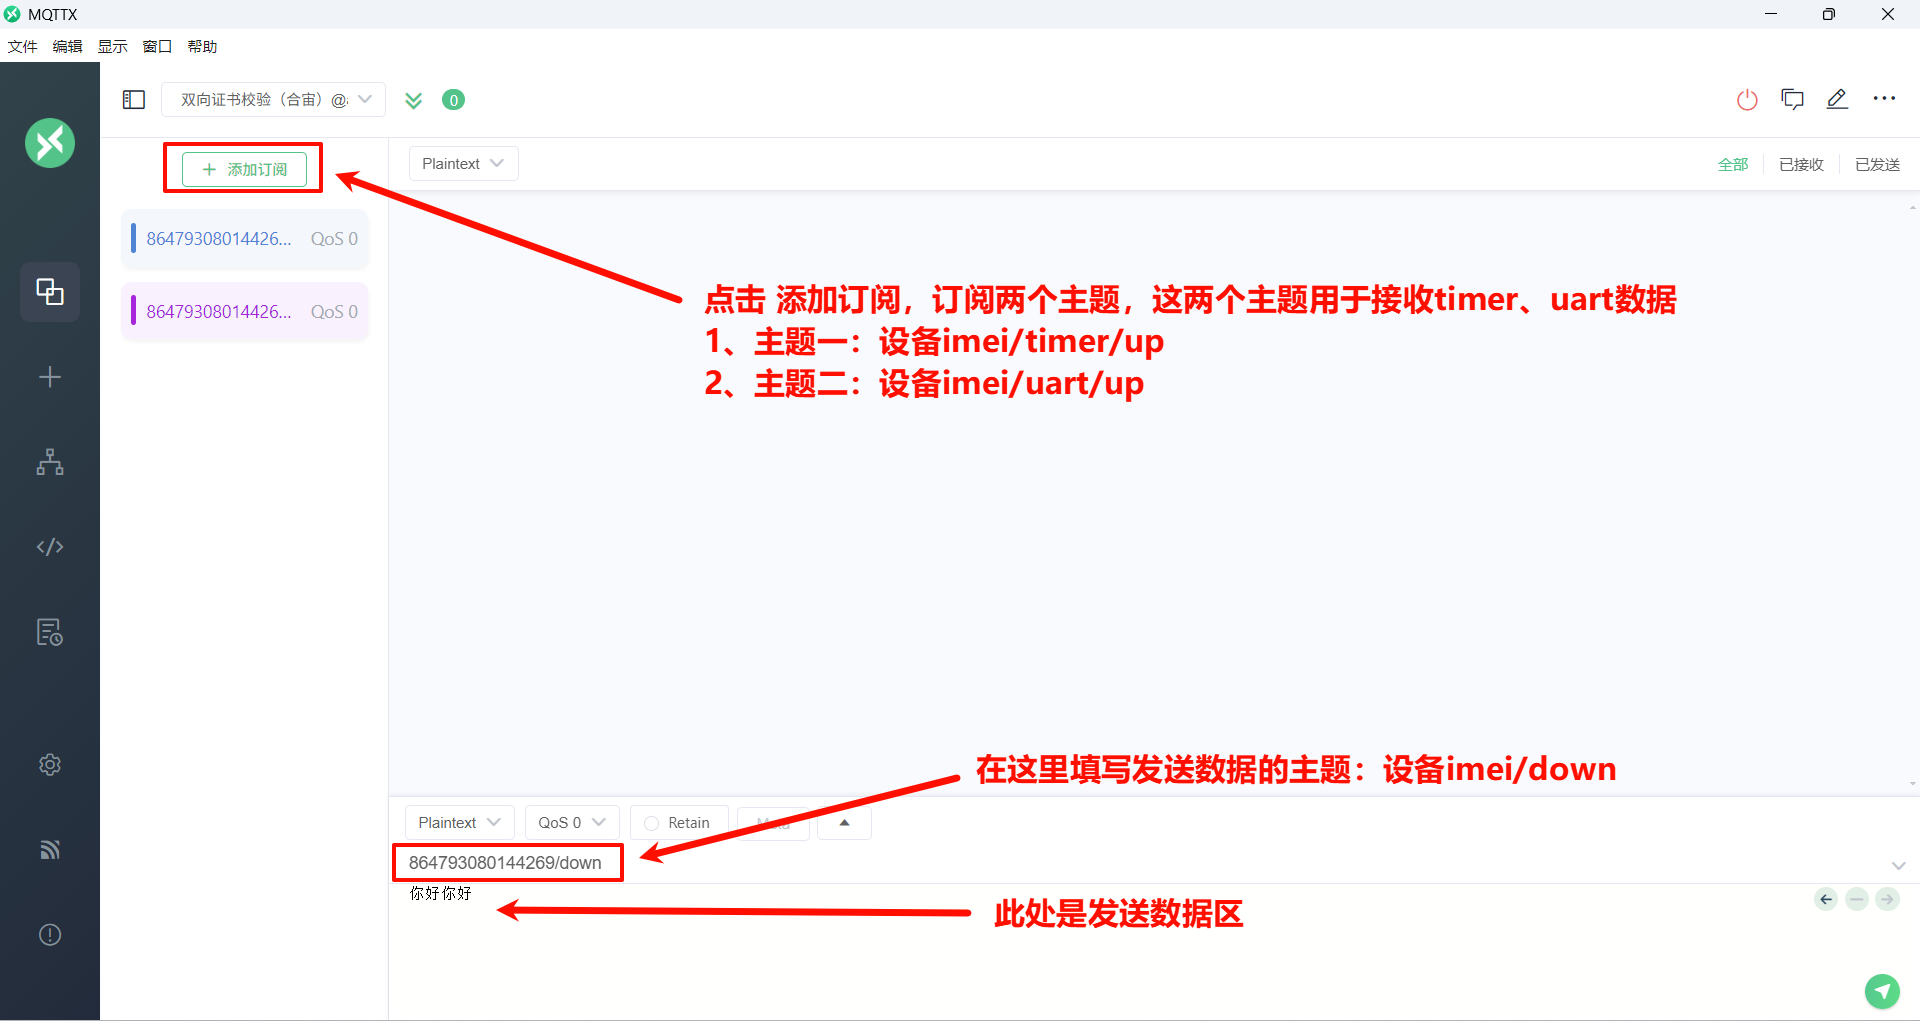 MQTTX
文件 编辑 显示 窗口 帮助
双向证书校验（合宙）@
0
添加订阅
Plaintext
全部 已接收 已发送
86479308014426... QoS 0
86479308014426... QoS 0
点击 添加订阅，订阅两个主题，这两个主题用于接收timer、uart数据
1、主题一：设备imei/timer/up
2、主题二：设备imei/uart/up
在这里填写发送数据的主题：设备imei/down
Plaintext QoS 0 Retain Meta
864793080144269/down
你好你好
此处是发送数据区